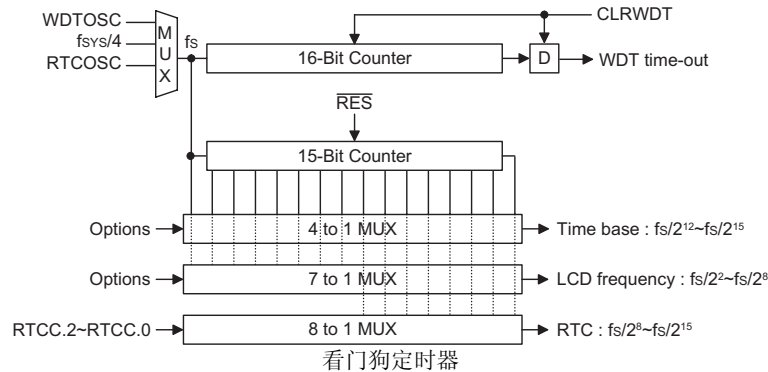 WDTOSC
fSYS/4
RTCOSC
MUX
fS
CLRWDT
16-Bit Counter
D
WDT time-out
RES
15-Bit Counter
Options
4 to 1 MUX
Time base : fS/2¹²~fS/2¹⁵
Options
7 to 1 MUX
LCD frequency : fS/2²~fS/2⁸
RTCC.2~RTCC.0
8 to 1 MUX
RTC : fS/2⁸~fS/2¹⁵
看门狗定时器